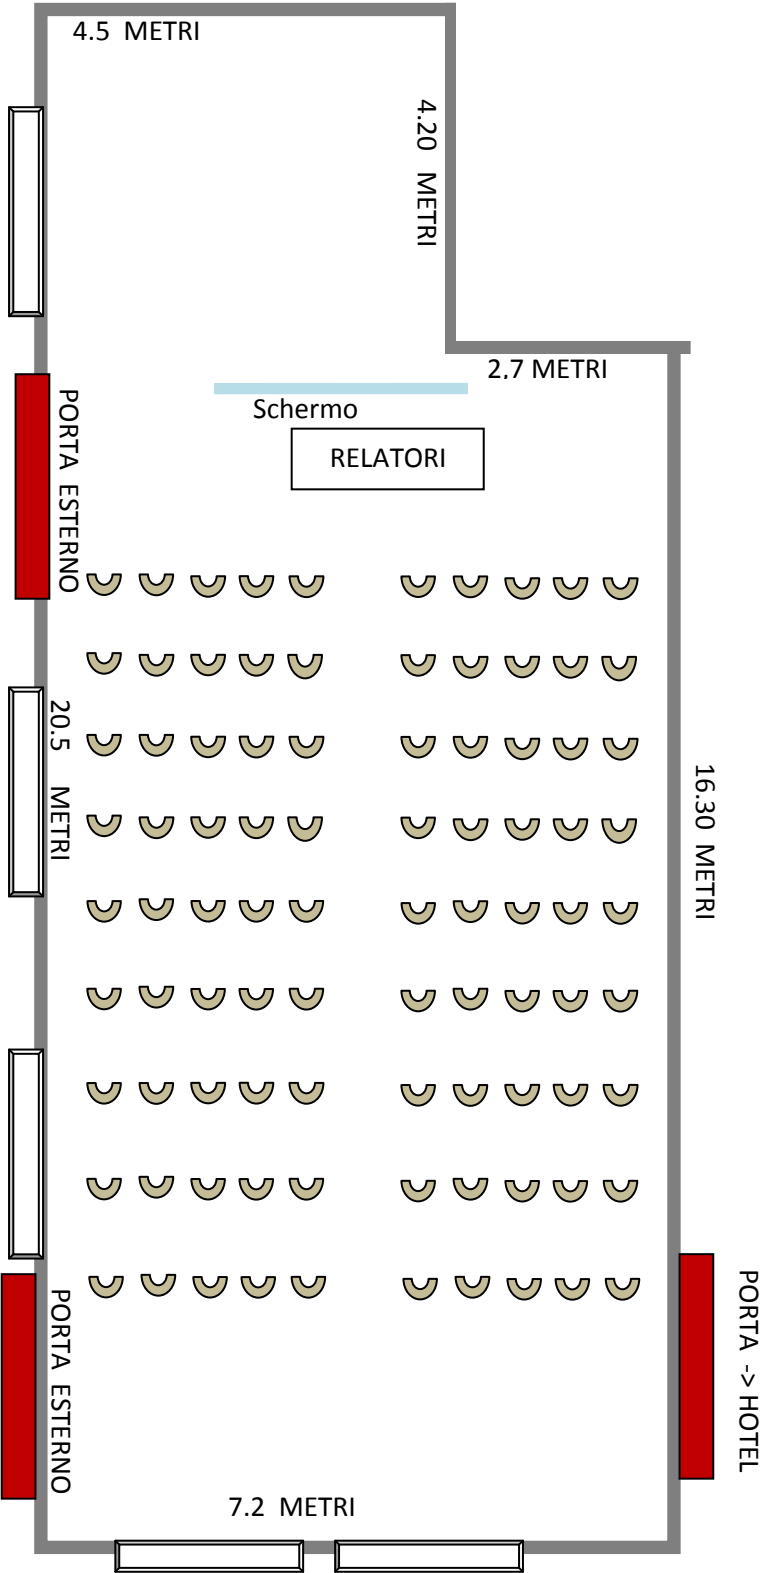 4.5 METRI
4.20 METRI
2,7 METRI
Schermo
RELATORI
PORTA ESTERNO
20.5 METRI
16.30 METRI
PORTA ESTERNO
PORTA -> HOTEL
7.2 METRI